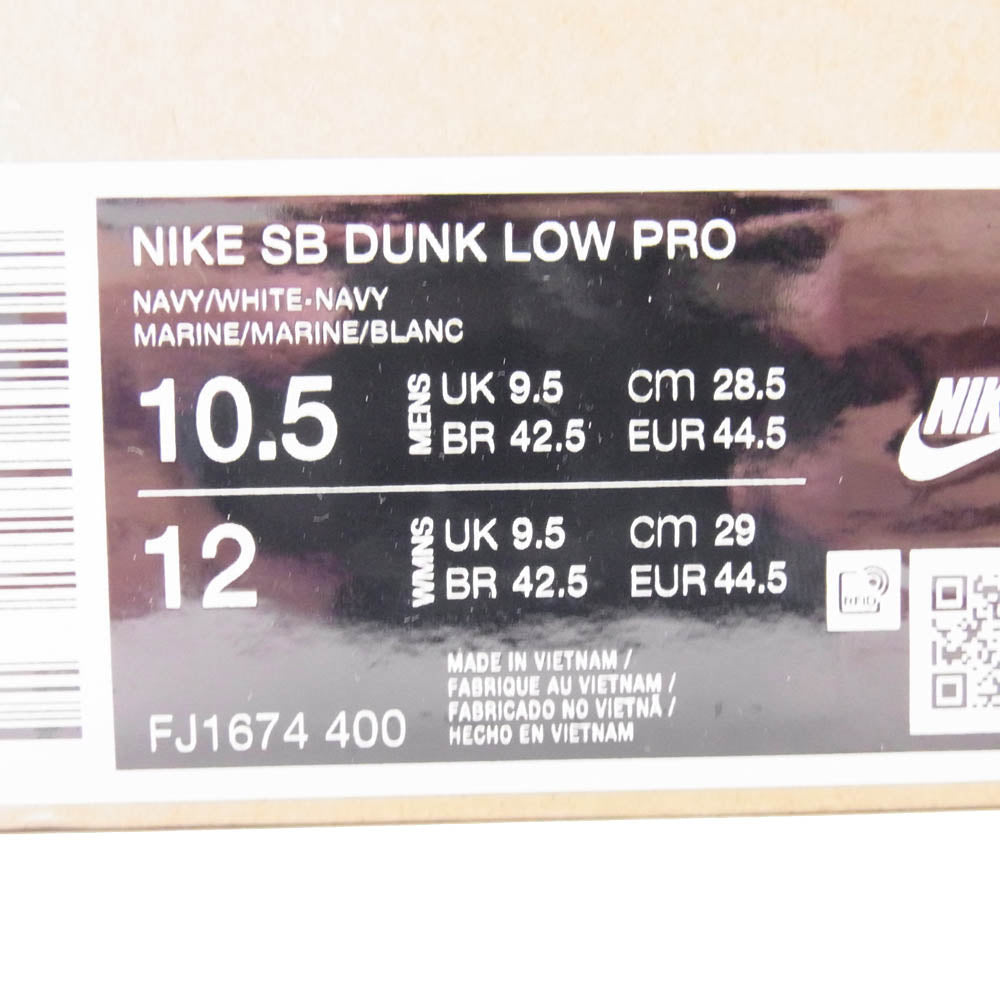 NIKE SB DUNK LOW PRO
NAVY/WHITE-NAVY
MARINE/MARINE/BLANC
10.5 MENS UK 9.5 cm 28.5
BR 42.5 EUR 44.5
12 WMNS UK 9.5 cm 29
BR 42.5 EUR 44.5
NIK
RFID
MADE IN VIETNAM /
FABRIQUE AU VIETNAM /
FABRICADO NO VIETNÃ /
HECHO EN VIETNAM
FJ1674 400